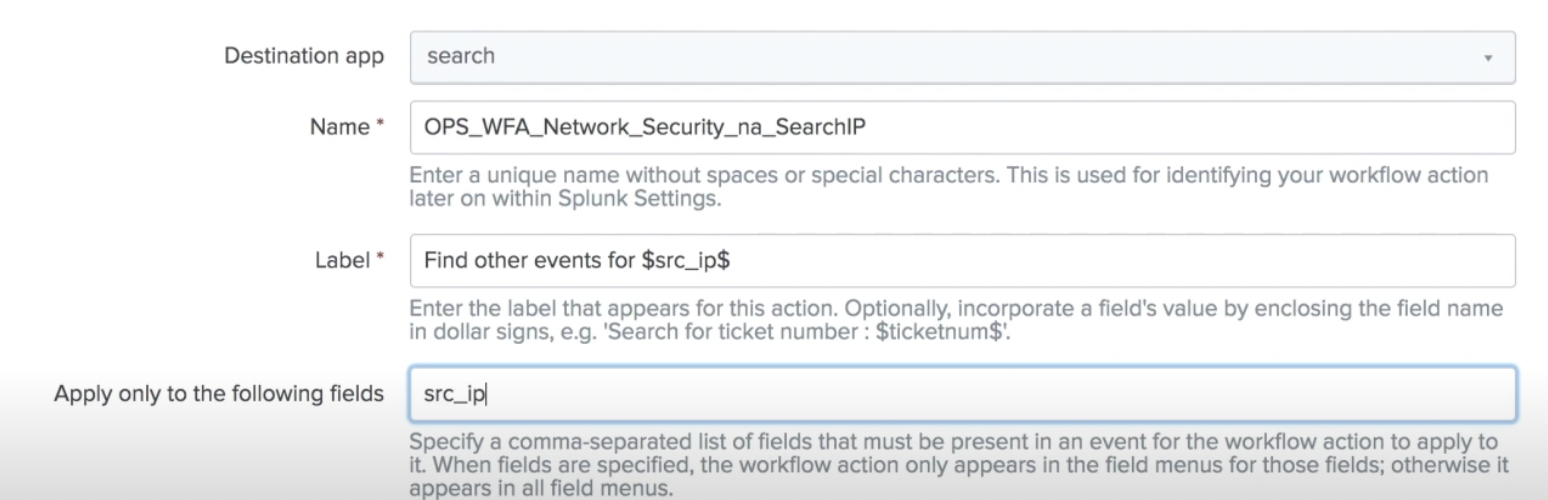 Destination app
search
Name *
OPS_WFA_Network_Security_na_SearchIP
Enter a unique name without spaces or special characters. This is used for identifying your workflow action
later on within Splunk Settings.
Label *
Find other events for $src_ip$
Enter the label that appears for this action. Optionally, incorporate a field's value by enclosing the field name
in dollar signs, e.g. 'Search for ticket number : $ticketnum$'.
Apply only to the following fields
src_ip
Specify a comma-separated list of fields that must be present in an event for the workflow action to apply to
it. When fields are specified, the workflow action only appears in the field menus for those fields; otherwise it
appears in all field menus.